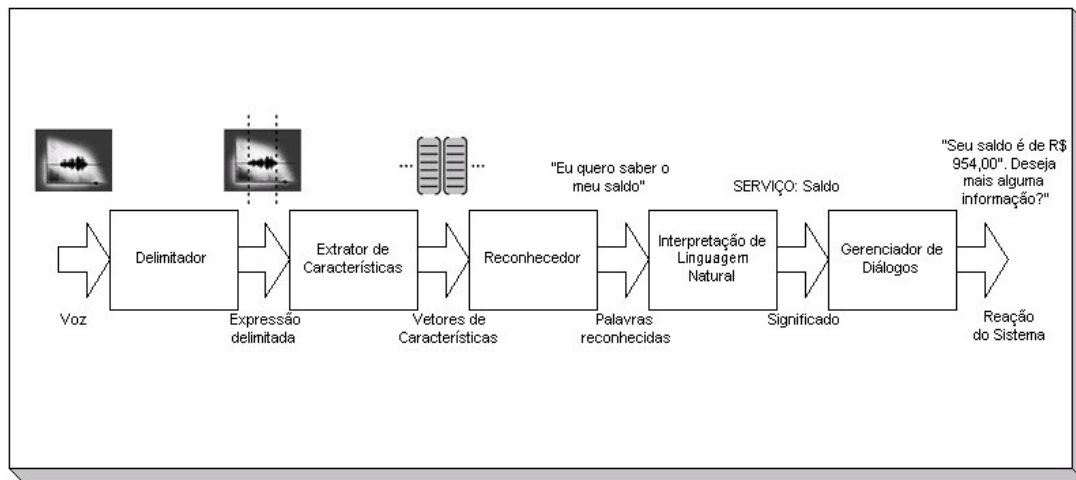 "Eu quero saber o
meu saldo"
SERVIÇO: Saldo
"Seu saldo é de R$
954,00". Deseja
mais alguma
informação?"
Delimitador
Extrator de
Características
Reconhecedor
Interpretação de
Linguagem
Natural
Gerenciador de
Diálogos
Voz
Expressão
delimitada
Vetores de
Características
Palavras
reconhecidas
Significado
Reação
do Sistema